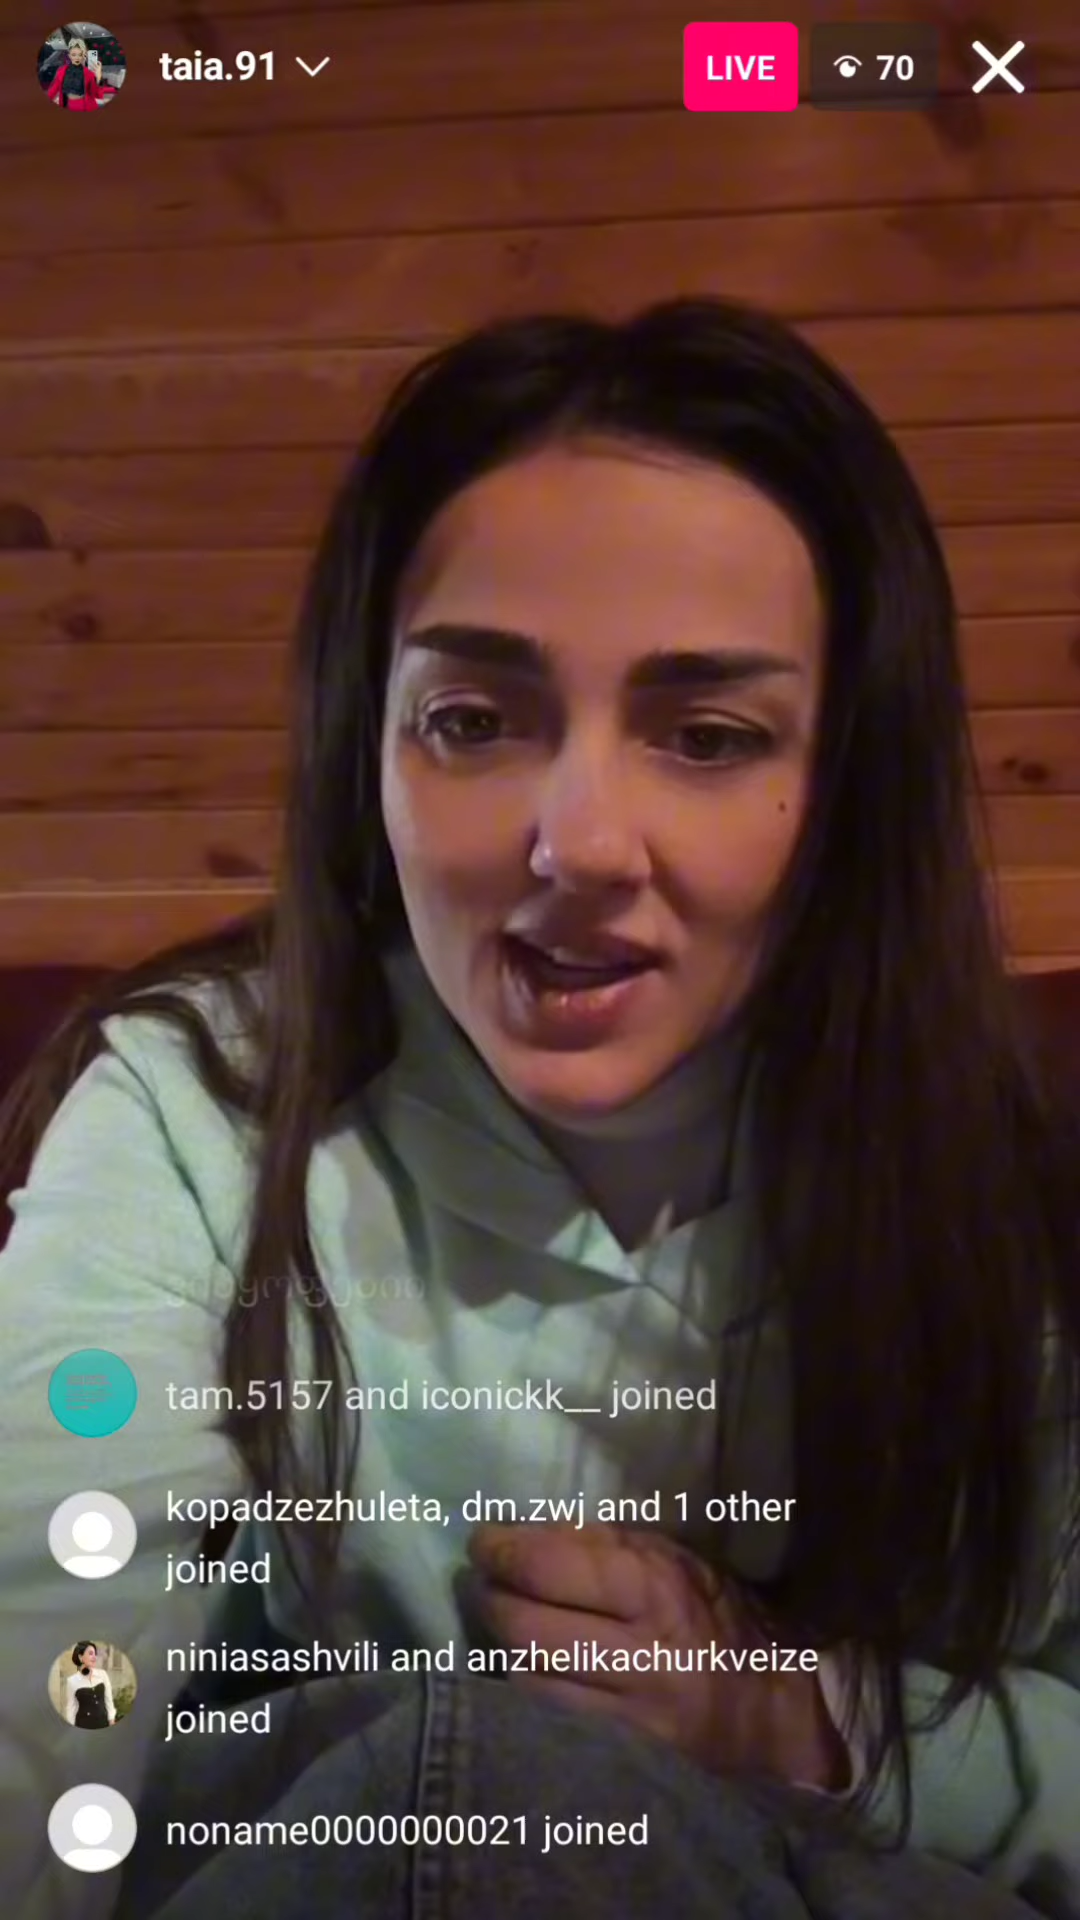 taia.91
LIVE
70
tam.5157 and iconickk__ joined
kopadzezhuleta, dm.zwj and 1 other
joined
niniasashvili and anzhelikachurkveize
joined
noname0000000021 joined